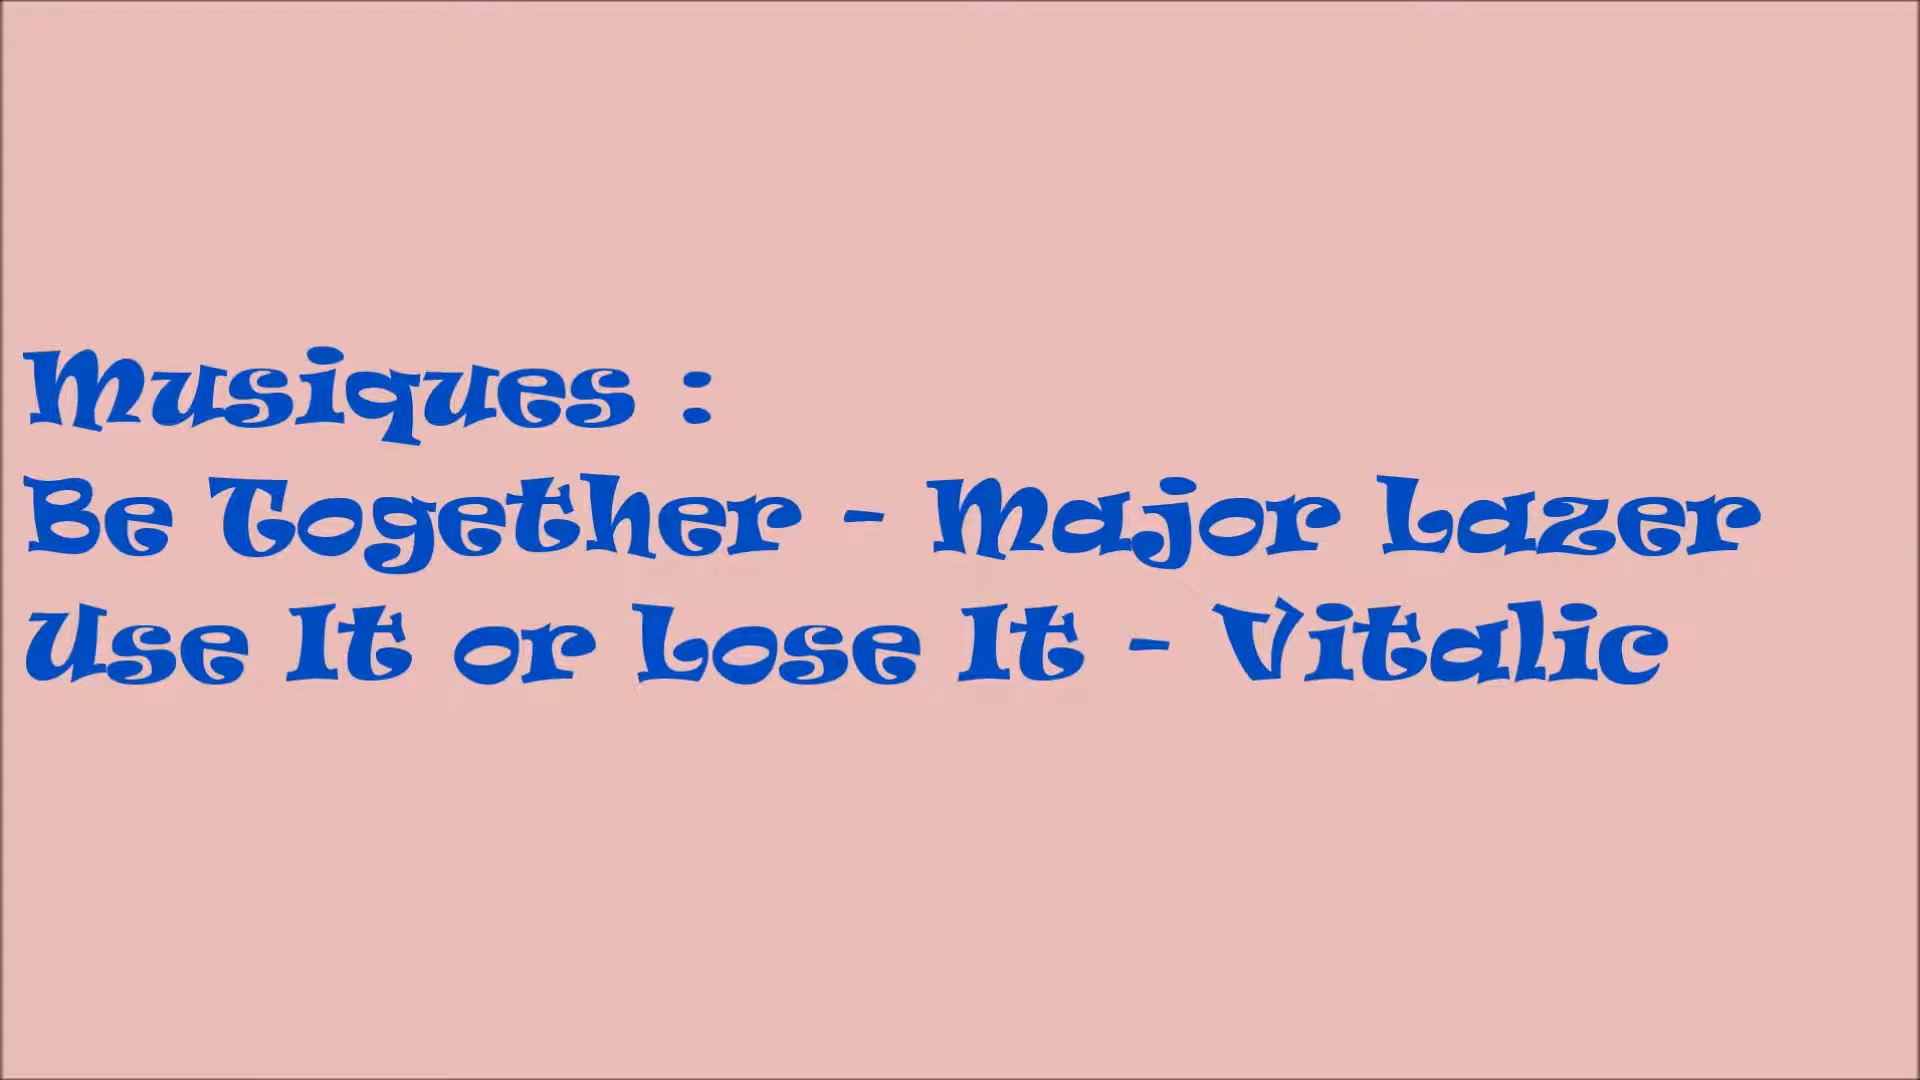 Musiques :
Be Together - Major Lazer
Use It or Lose It - Vitalic